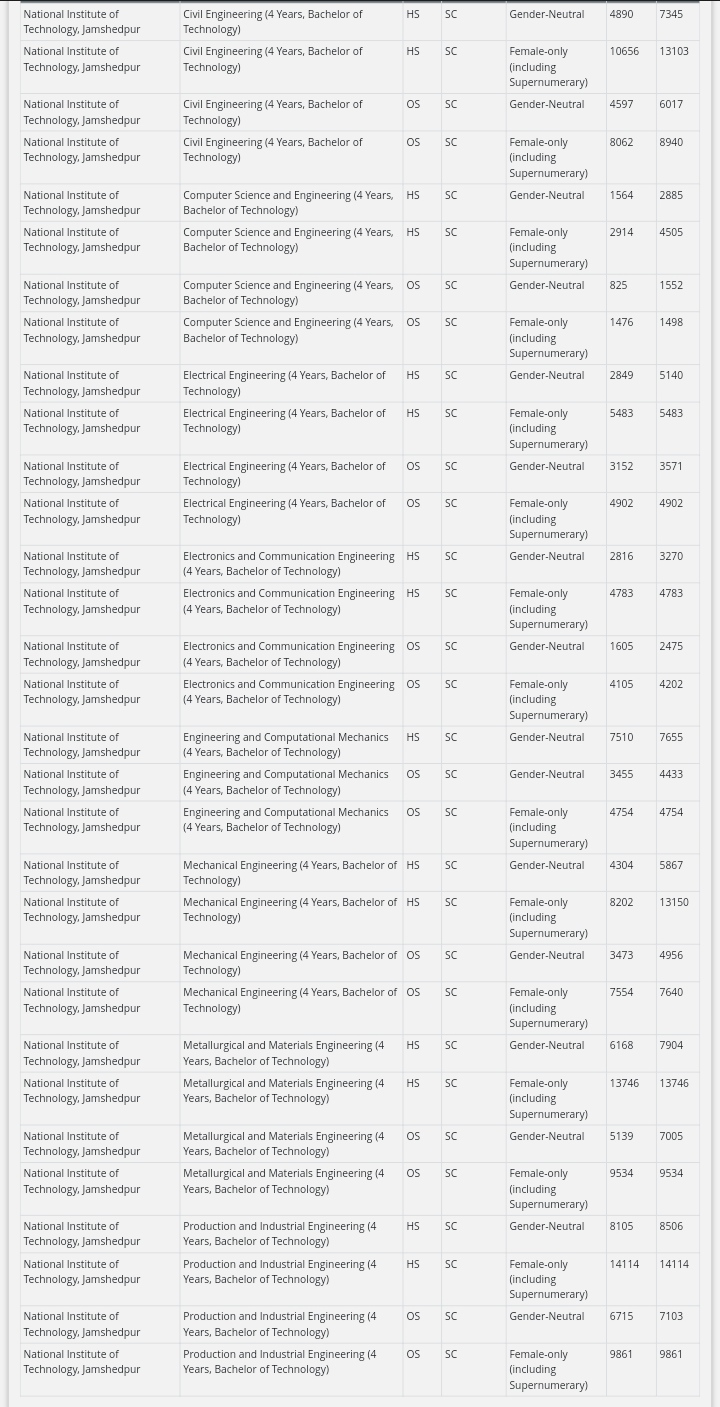 National Institute of Technology, Jamshedpur Civil Engineering (4 Years, Bachelor of Technology) HS SC Gender-Neutral 4890 7345
National Institute of Technology, Jamshedpur Civil Engineering (4 Years, Bachelor of Technology) HS SC Female-only (including Supernumerary) 10656 13103
National Institute of Technology, Jamshedpur Civil Engineering (4 Years, Bachelor of Technology) OS SC Gender-Neutral 4597 6017
National Institute of Technology, Jamshedpur Civil Engineering (4 Years, Bachelor of Technology) OS SC Female-only (including Supernumerary) 8062 8940
National Institute of Technology, Jamshedpur Computer Science and Engineering (4 Years, Bachelor of Technology) HS SC Gender-Neutral 1564 2885
National Institute of Technology, Jamshedpur Computer Science and Engineering (4 Years, Bachelor of Technology) HS SC Female-only (including Supernumerary) 2914 4505
National Institute of Technology, Jamshedpur Computer Science and Engineering (4 Years, Bachelor of Technology) OS SC Gender-Neutral 825 1552
National Institute of Technology, Jamshedpur Computer Science and Engineering (4 Years, Bachelor of Technology) OS SC Female-only (including Supernumerary) 1476 1498
National Institute of Technology, Jamshedpur Electrical Engineering (4 Years, Bachelor of Technology) HS SC Gender-Neutral 2849 5140
National Institute of Technology, Jamshedpur Electrical Engineering (4 Years, Bachelor of Technology) HS SC Female-only (including Supernumerary) 5483 5483
National Institute of Technology, Jamshedpur Electrical Engineering (4 Years, Bachelor of Technology) OS SC Gender-Neutral 3152 3571
National Institute of Technology, Jamshedpur Electrical Engineering (4 Years, Bachelor of Technology) OS SC Female-only (including Supernumerary) 4902 4902
National Institute of Technology, Jamshedpur Electronics and Communication Engineering (4 Years, Bachelor of Technology) HS SC Gender-Neutral 2816 3270
National Institute of Technology, Jamshedpur Electronics and Communication Engineering (4 Years, Bachelor of Technology) HS SC Female-only (including Supernumerary) 4783 4783
National Institute of Technology, Jamshedpur Electronics and Communication Engineering (4 Years, Bachelor of Technology) OS SC Gender-Neutral 1605 2475
National Institute of Technology, Jamshedpur Electronics and Communication Engineering (4 Years, Bachelor of Technology) OS SC Female-only (including Supernumerary) 4105 4202
National Institute of Technology, Jamshedpur Engineering and Computational Mechanics (4 Years, Bachelor of Technology) HS SC Gender-Neutral 7510 7655
National Institute of Technology, Jamshedpur Engineering and Computational Mechanics (4 Years, Bachelor of Technology) OS SC Gender-Neutral 3455 4433
National Institute of Technology, Jamshedpur Engineering and Computational Mechanics (4 Years, Bachelor of Technology) OS SC Female-only (including Supernumerary) 4754 4754
National Institute of Technology, Jamshedpur Mechanical Engineering (4 Years, Bachelor of Technology) HS SC Gender-Neutral 4304 5867
National Institute of Technology, Jamshedpur Mechanical Engineering (4 Years, Bachelor of Technology) HS SC Female-only (including Supernumerary) 8202 13150
National Institute of Technology, Jamshedpur Mechanical Engineering (4 Years, Bachelor of Technology) OS SC Gender-Neutral 3473 4956
National Institute of Technology, Jamshedpur Mechanical Engineering (4 Years, Bachelor of Technology) OS SC Female-only (including Supernumerary) 7554 7640
National Institute of Technology, Jamshedpur Metallurgical and Materials Engineering (4 Years, Bachelor of Technology) HS SC Gender-Neutral 6168 7904
National Institute of Technology, Jamshedpur Metallurgical and Materials Engineering (4 Years, Bachelor of Technology) HS SC Female-only (including Supernumerary) 13746 13746
National Institute of Technology, Jamshedpur Metallurgical and Materials Engineering (4 Years, Bachelor of Technology) OS SC Gender-Neutral 5139 7005
National Institute of Technology, Jamshedpur Metallurgical and Materials Engineering (4 Years, Bachelor of Technology) OS SC Female-only (including Supernumerary) 9534 9534
National Institute of Technology, Jamshedpur Production and Industrial Engineering (4 Years, Bachelor of Technology) HS SC Gender-Neutral 8105 8506
National Institute of Technology, Jamshedpur Production and Industrial Engineering (4 Years, Bachelor of Technology) HS SC Female-only (including Supernumerary) 14114 14114
National Institute of Technology, Jamshedpur Production and Industrial Engineering (4 Years, Bachelor of Technology) OS SC Gender-Neutral 6715 7103
National Institute of Technology, Jamshedpur Production and Industrial Engineering (4 Years, Bachelor of Technology) OS SC Female-only (including Supernumerary) 9861 9861